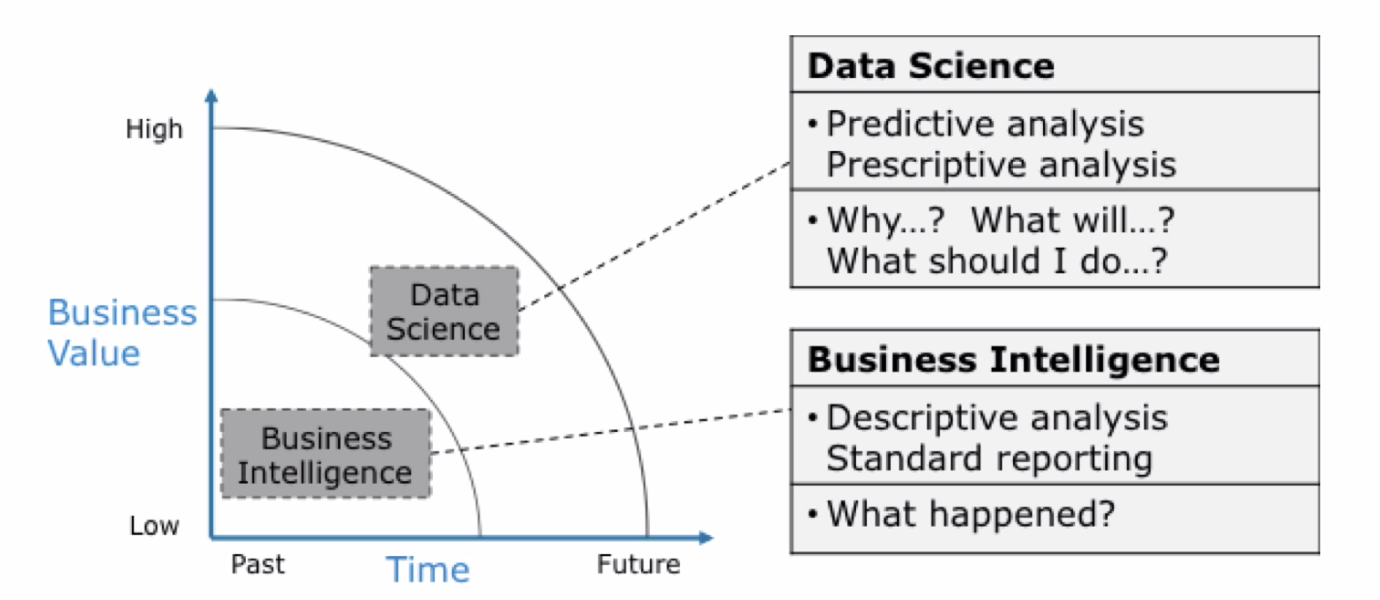 High
Business
Value
Low
Past
Time
Future
Data
Science
Business
Intelligence
Data Science
• Predictive analysis
Prescriptive analysis
• Why...?  What will...?
What should I do...?
Business Intelligence
• Descriptive analysis
Standard reporting
• What happened?